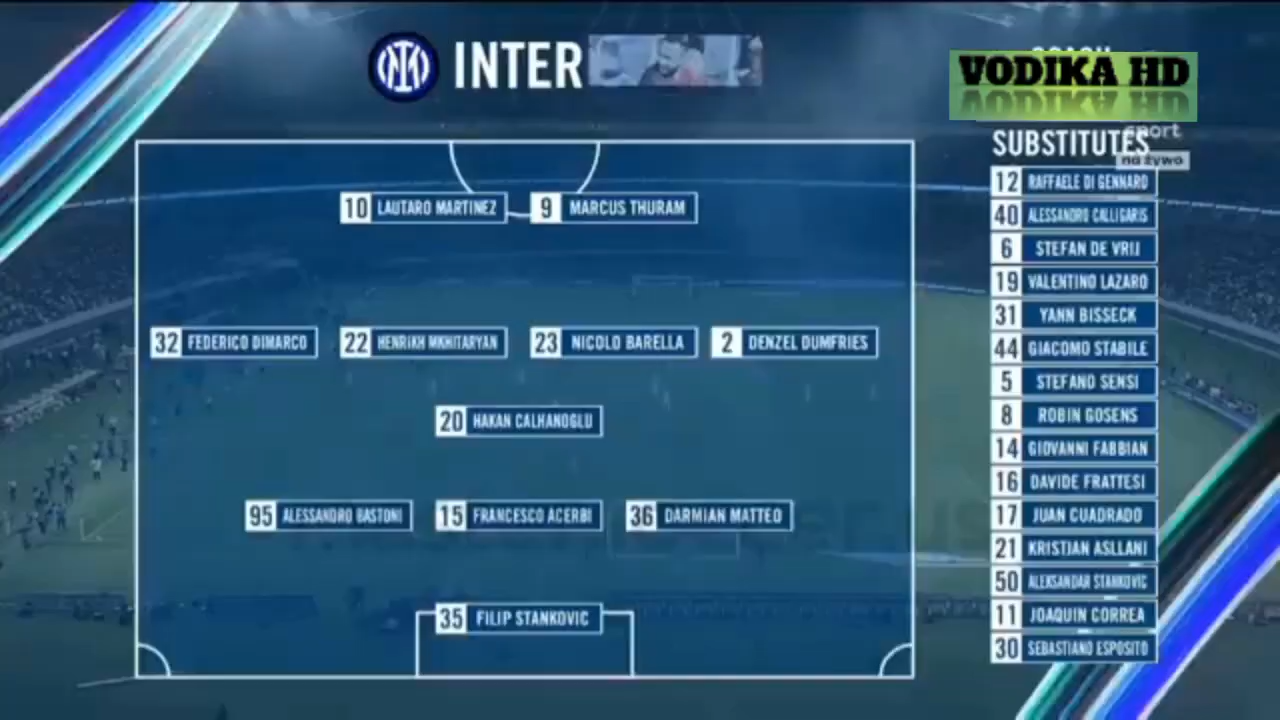 INTER
VODIKA HD
sport
SUBSTITUTES
na żywo
10 LAUTARO MARTINEZ
9 MARCUS THURAM
32 FEDERICO DIMARCO
22 HENRIKH MKHITARYAN
23 NICOLO BARELLA
2 DENZEL DUMFRIES
20 HAKAN CALHANOGLU
95 ALESSANDRO BASTONI
15 FRANCESCO ACERBI
36 DARMIAN MATTEO
35 FILIP STANKOVIC
12 RAFFAELE DI GENNARO
40 ALESSANDRO CALLIGARIS
6 STEFAN DE VRIJ
19 VALENTINO LAZARO
31 YANN BISSECK
44 GIACOMO STABILE
5 STEFANO SENSI
8 ROBIN GOSENS
14 GIOVANNI FABBIAN
16 DAVIDE FRATTESI
17 JUAN CUADRADO
21 KRISTJAN ASLLANI
50 ALEKSANDAR STANKOVIC
11 JOAQUIN CORREA
30 SEBASTIANO ESPOSITO